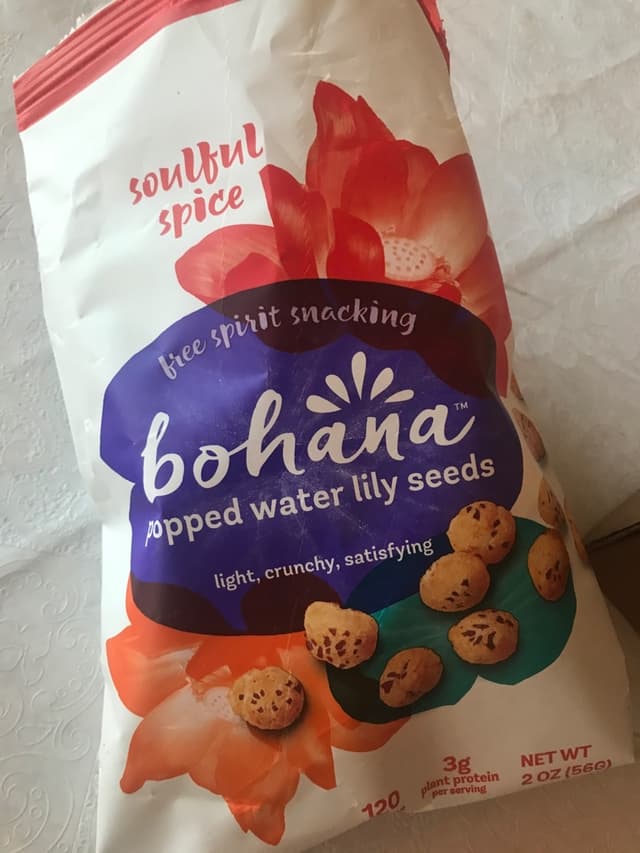 soulful
spice
free spirit snacking
bohana™
popped water lily seeds
light, crunchy, satisfying
3g
plant protein
per serving
120
NET WT
2 OZ (56G)